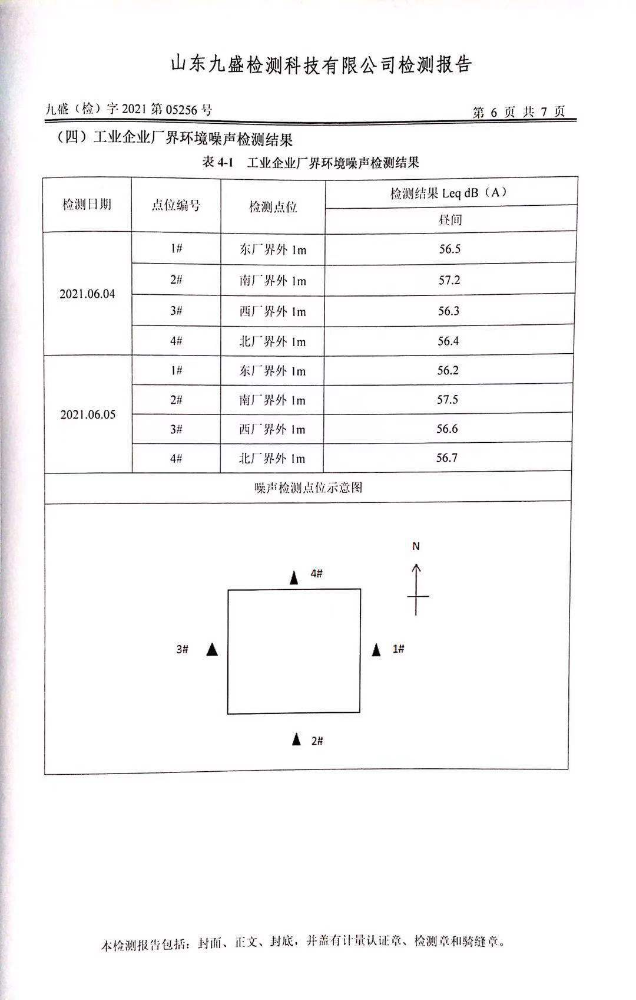 山东九盛检测科技有限公司检测报告
九盛（检）字 2021 第 05256 号
第 6 页 共 7 页
（四）工业企业厂界环境噪声检测结果
表 4-1 工业企业厂界环境噪声检测结果
检测日期 点位编号 检测点位 检测结果 Leq dB（A）
昼间
2021.06.04
1# 东厂界外 1m 56.5
2# 南厂界外 1m 57.2
3# 西厂界外 1m 56.3
4# 北厂界外 1m 56.4
2021.06.05
1# 东厂界外 1m 56.2
2# 南厂界外 1m 57.5
3# 西厂界外 1m 56.6
4# 北厂界外 1m 56.7
噪声检测点位示意图
N
4#
3#
1#
2#
本检测报告包括：封面、正文、封底，并盖有计量认证章、检测章和骑缝章。